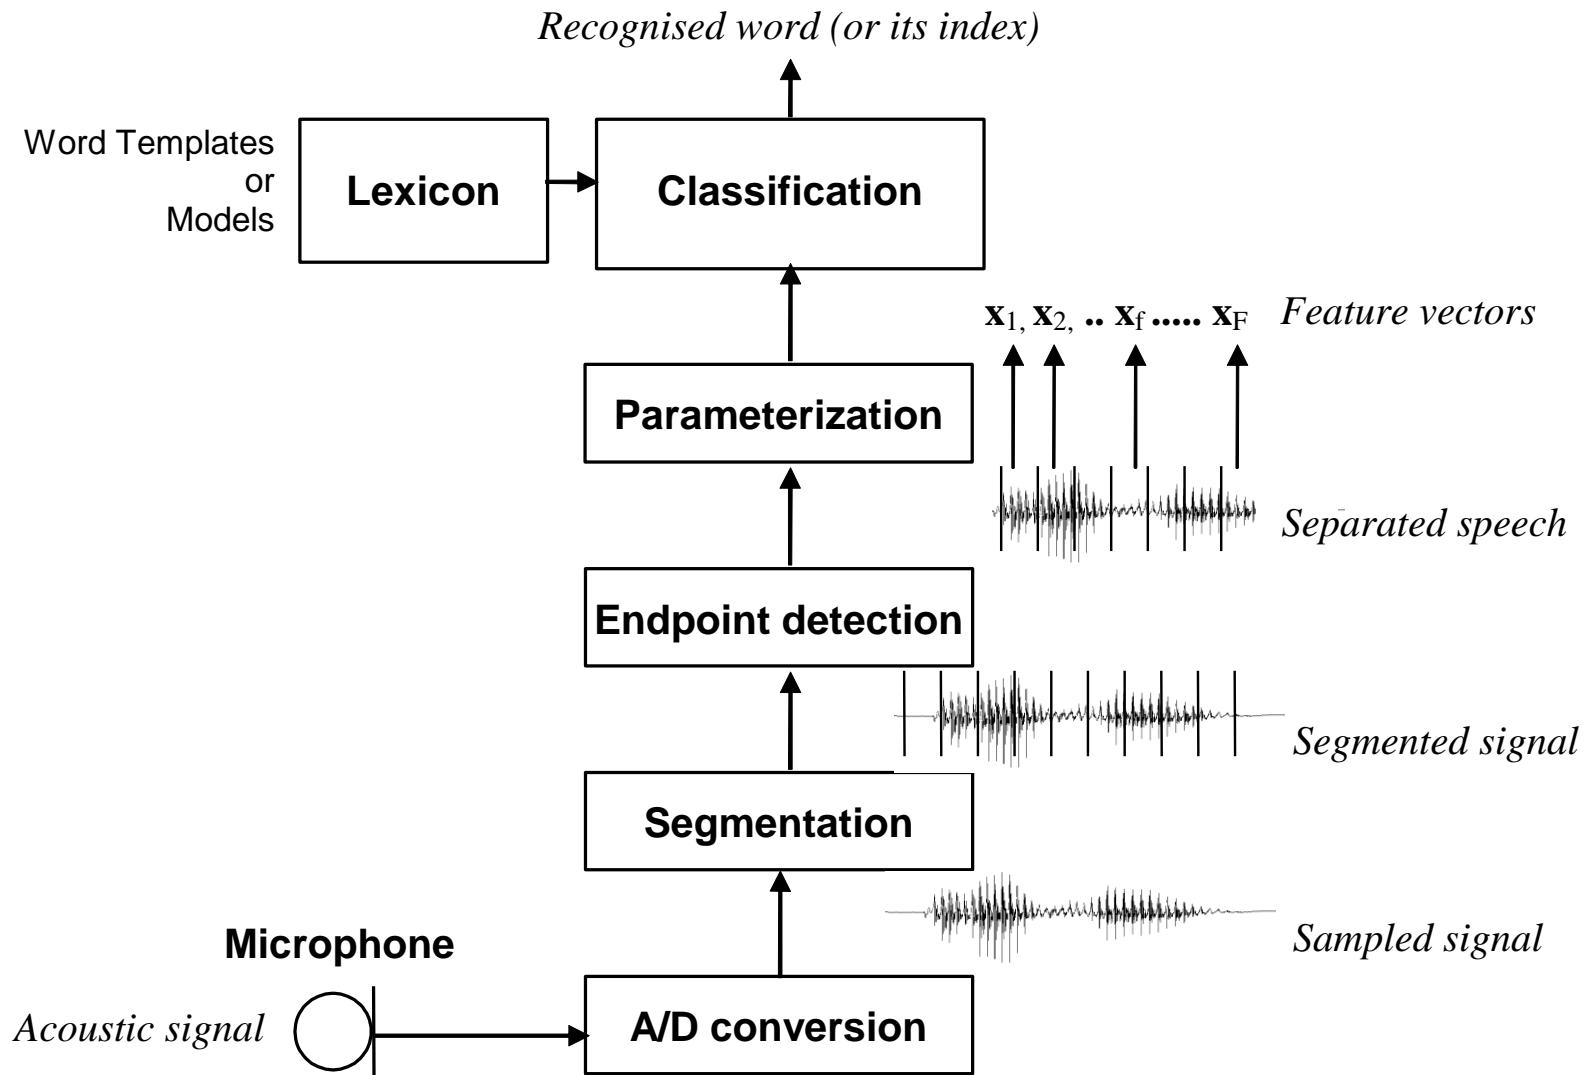 Recognised word (or its index)
Word Templates
or
Models
Lexicon
Classification
x1, x2, .. xf ..... xF
Feature vectors
Parameterization
Separated speech
Endpoint detection
Segmented signal
Segmentation
Sampled signal
Microphone
Acoustic signal
A/D conversion